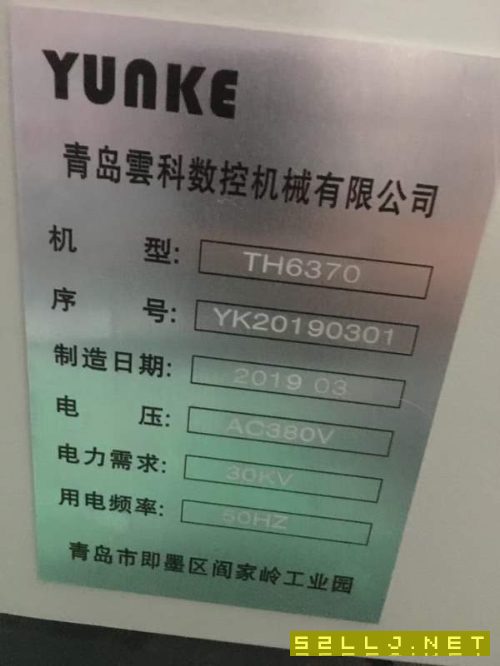 YUNKE
青岛雲科数控机械有限公司
机 型: TH6370
序 号: YK20190301
制造日期: 2019 03
电 压: AC380V
电力需求: 30KV
用电频率: 50HZ
青岛市即墨区阎家岭工业园
52LLJ.NET